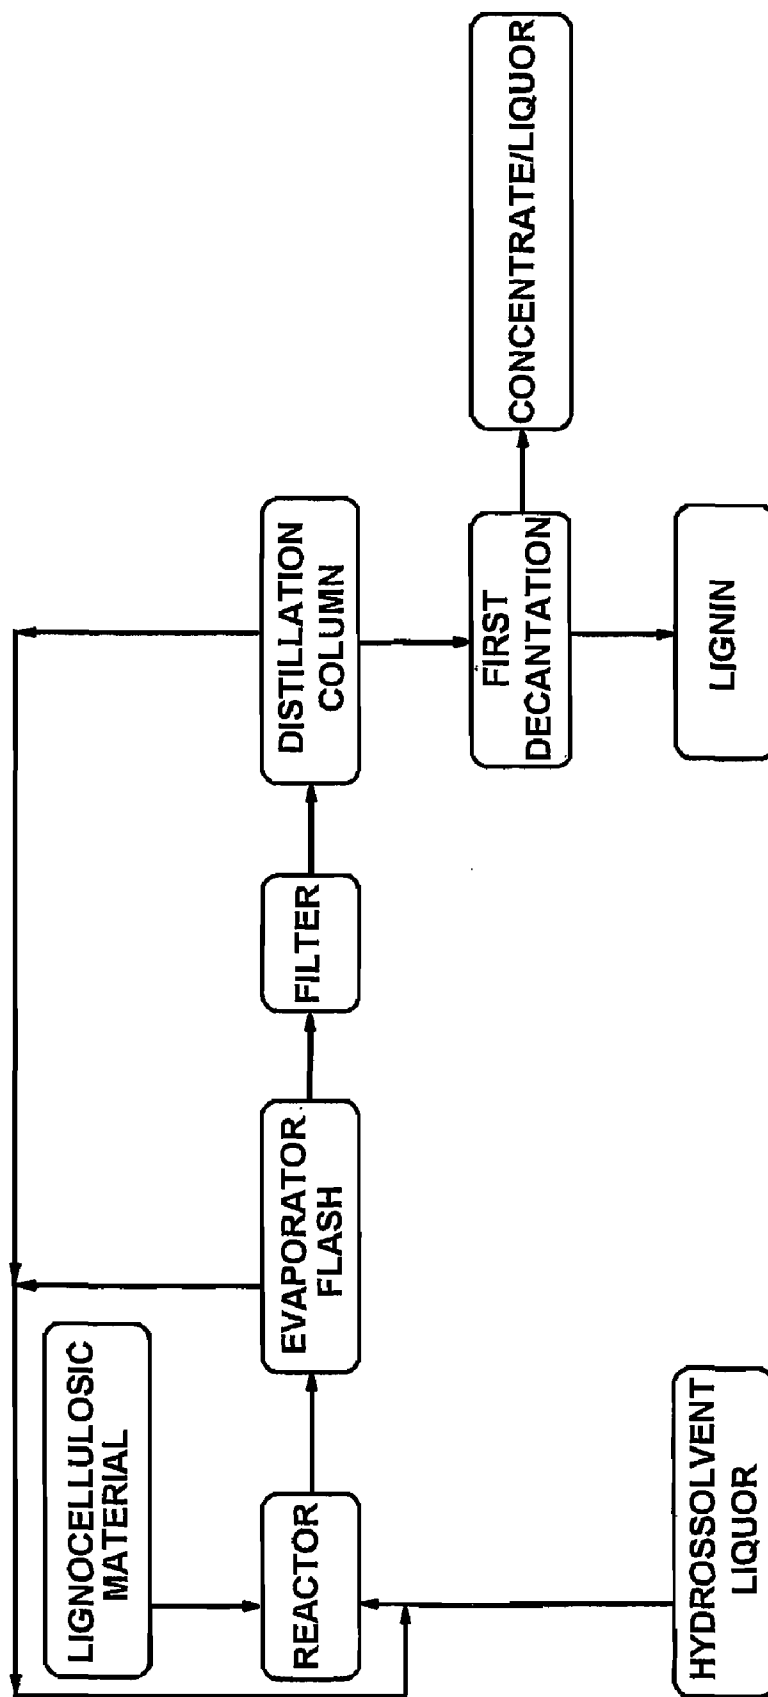 LIGNOCELLULOSIC
MATERIAL
REACTOR
HYDROSSOLVENT
LIQUOR
EVAPORATOR
FLASH
FILTER
DISTILLATION
COLUMN
FIRST
DECANTATION
LIGNIN
CONCENTRATE/LIQUOR